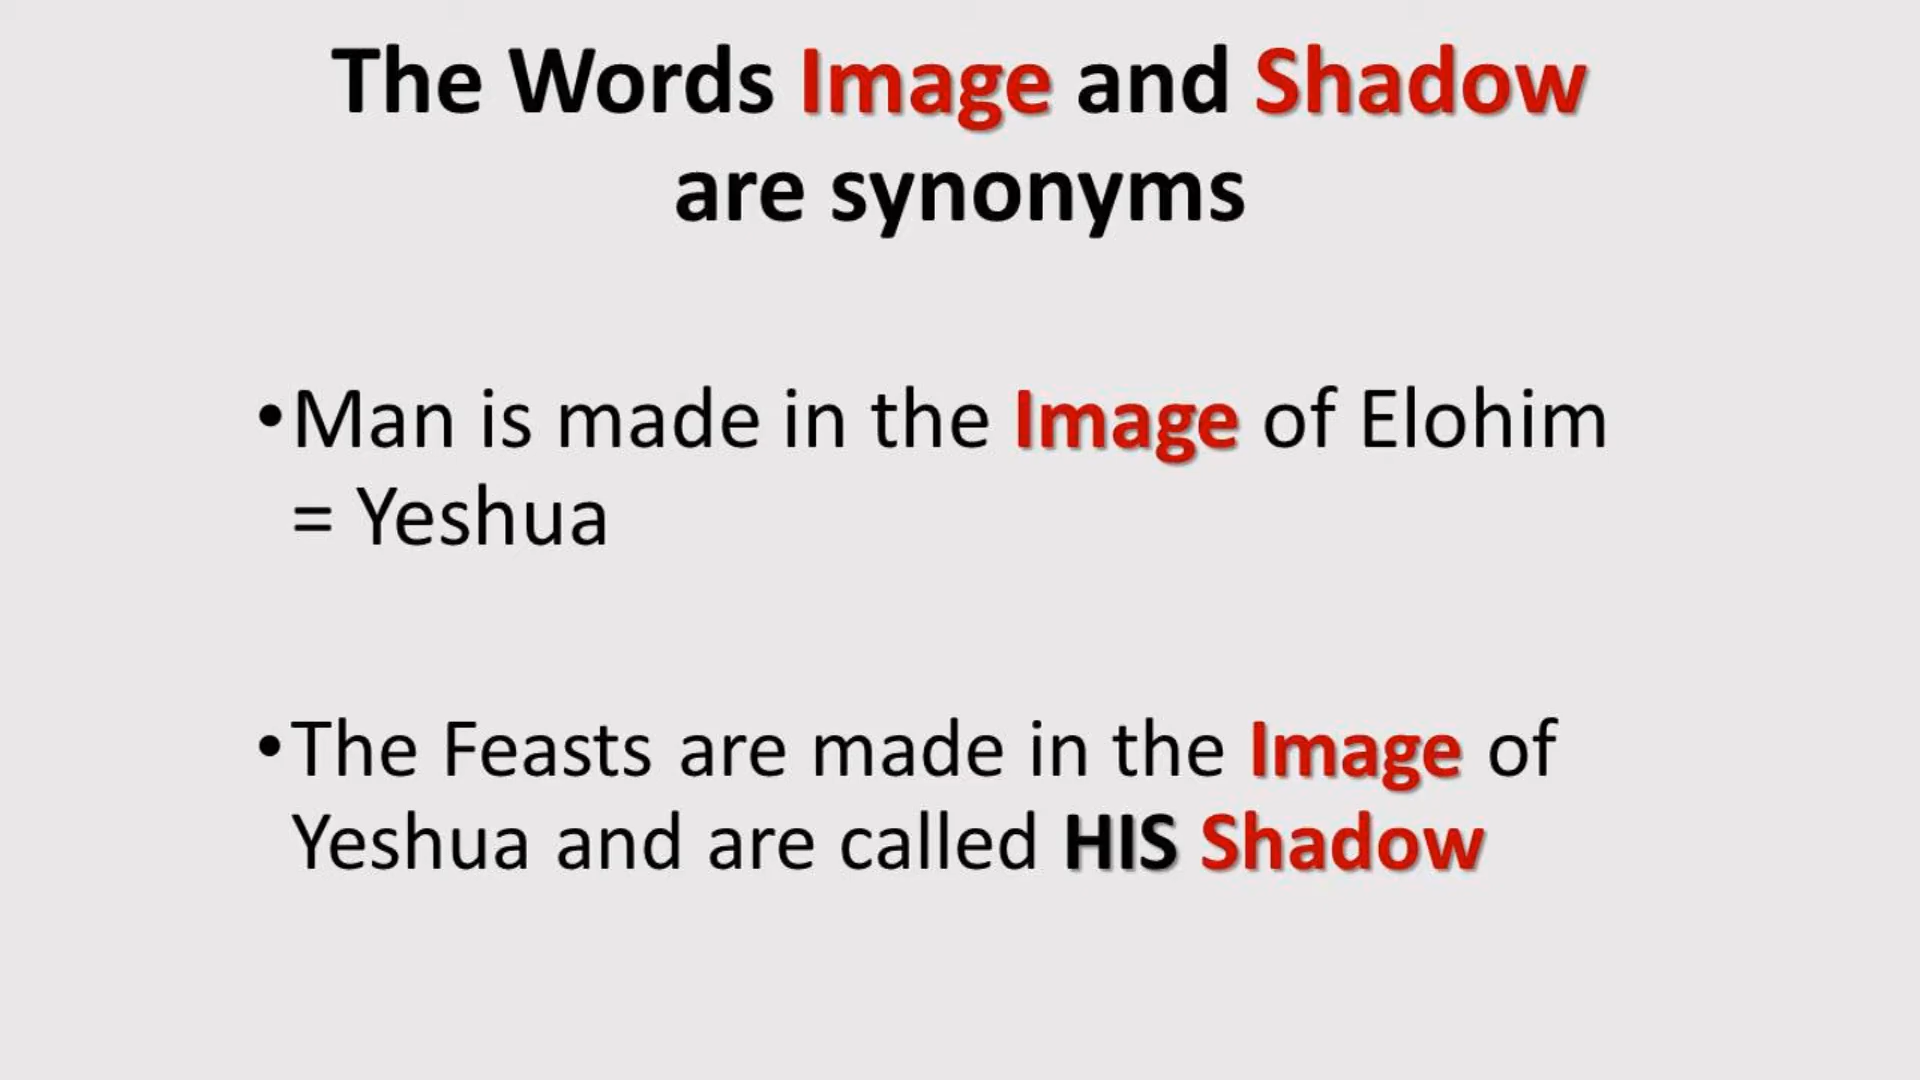 The Words Image and Shadow
are synonyms
•Man is made in the Image of Elohim
= Yeshua
•The Feasts are made in the Image of
Yeshua and are called HIS Shadow